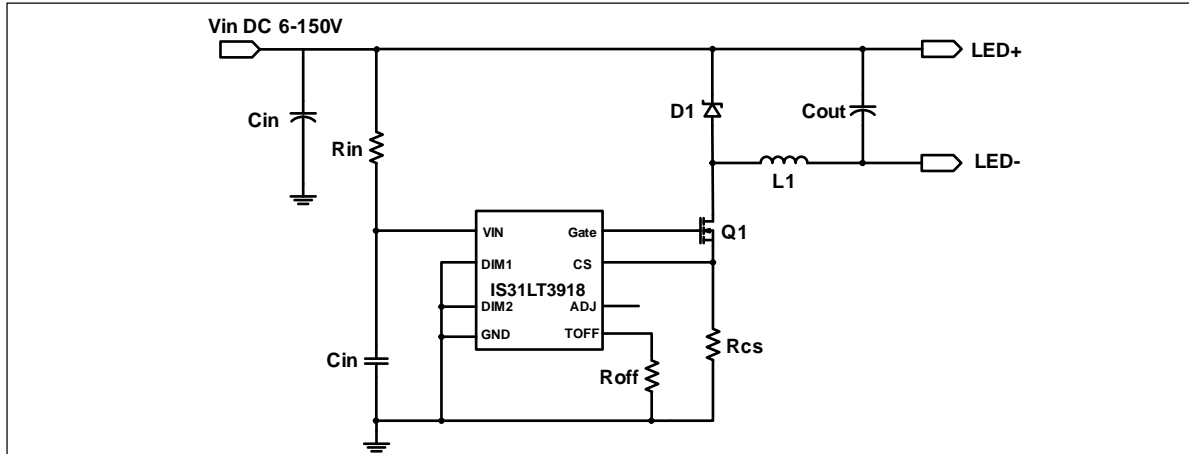 Vin DC 6-150V
LED+
Cin
D1
Cout
Rin
LED-
L1
VIN
Gate
Q1
DIM1
CS
IS31LT3918
DIM2
ADJ
GND
TOFF
Rcs
Cin
Roff